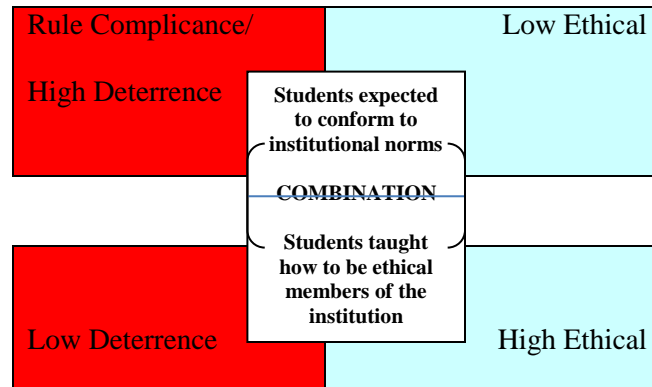 Rule Complicance/
High Deterrence
Low Ethical
Students expected
to conform to
institutional norms
COMBINATION
Students taught
how to be ethical
members of the
institution
Low Deterrence
High Ethical